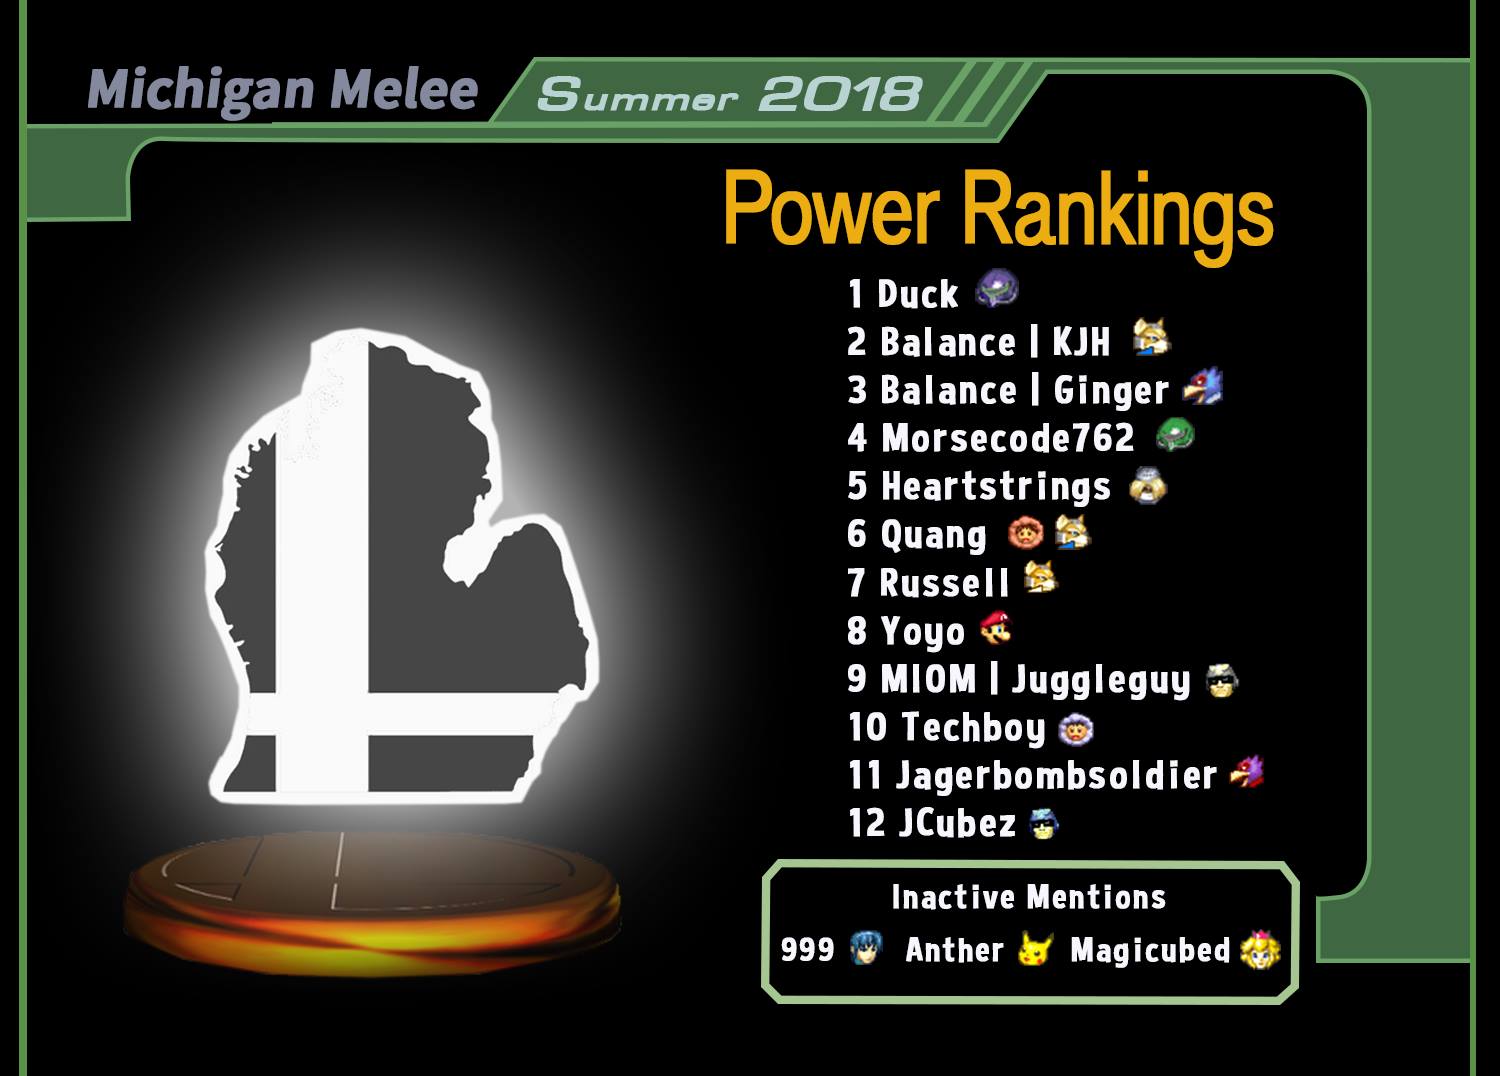 Michigan Melee Summer 2018
Power Rankings
1 Duck
2 Balance | KJH
3 Balance | Ginger
4 Morsecode762
5 Heartstrings
6 Quang
7 Russell
8 Yoyo
9 MIOM | Juggleguy
10 Techboy
11 Jagerbombsoldier
12 JCubez
Inactive Mentions
999 Anther Magicubed